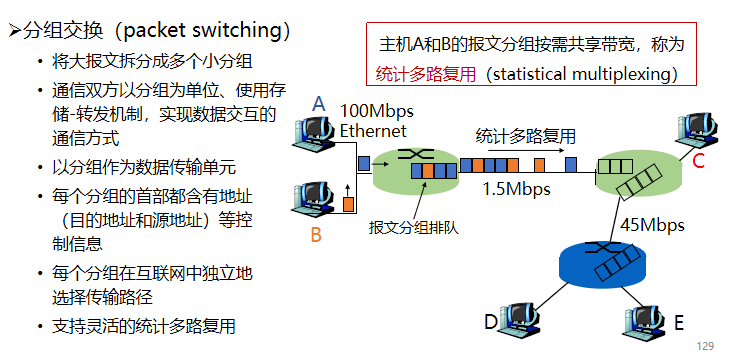 ➢分组交换（packet switching）
• 将大报文拆分成多个小分组
• 通信双方以分组为单位、使用存
储-转发机制，实现数据交互的
通信方式
• 以分组作为数据传输单元
• 每个分组的首部都含有地址
（目的地址和源地址）等控
制信息
• 每个分组在互联网中独立地
选择传输路径
• 支持灵活的统计多路复用
主机A和B的报文分组按需共享带宽，称为
统计多路复用（statistical multiplexing）
A
100Mbps
Ethernet
统计多路复用
C
1.5Mbps
B
报文分组排队
45Mbps
D
E
129